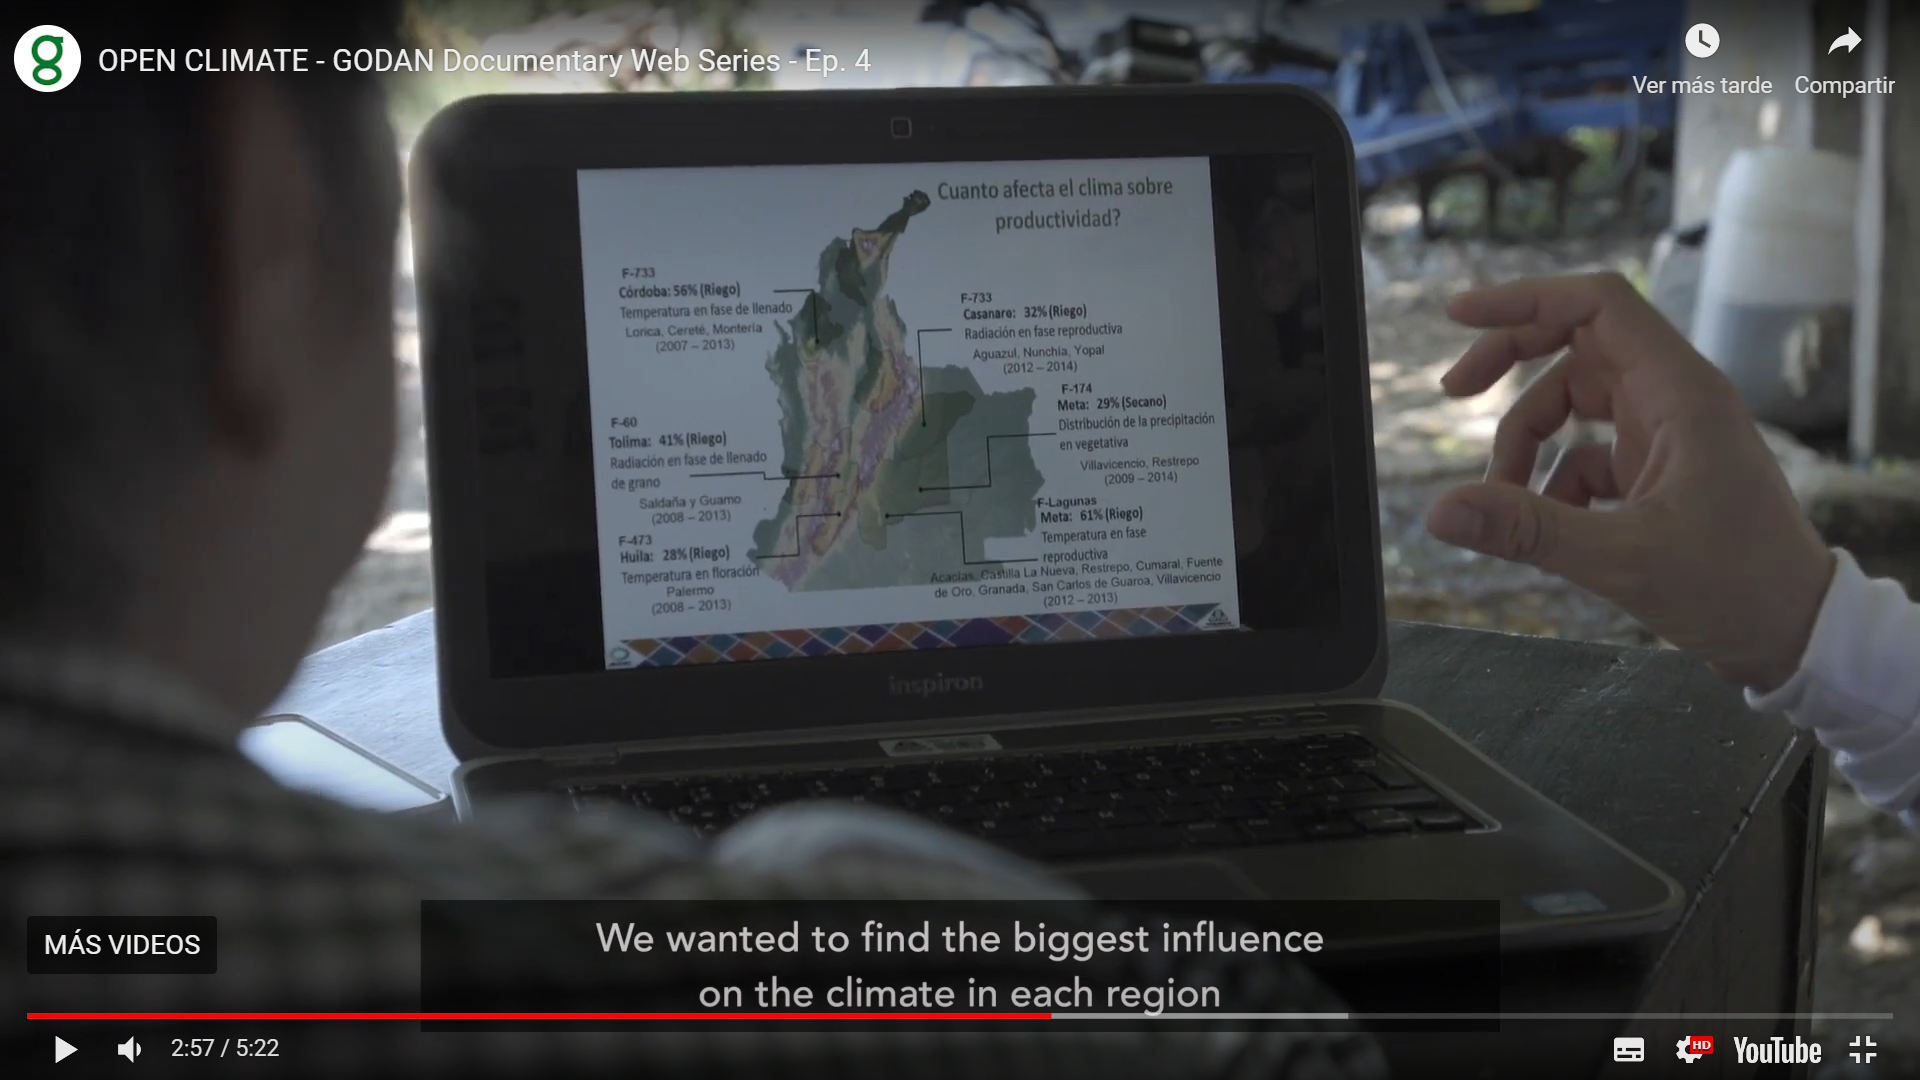 OPEN CLIMATE - GODAN Documentary Web Series - Ep. 4
Ver más tarde
Compartir
Cuanto afecta el clima sobre
productividad?
F-733
Córdoba: 56% (Riego)
Temperatura en fase de llenado
Lorica, Cereté, Montería
(2007 – 2013)
F-60
Tolima: 41% (Riego)
Radiación en fase de llenado
de grano
Saldaña y Guamo
(2008 – 2013)
F-473
Huila: 28% (Riego)
Temperatura en floración
Palermo
(2008 – 2013)
F-733
Casanare: 32% (Riego)
Radiación en fase reproductiva
Aguazul, Nunchia, Yopal
(2012 – 2014)
F-174
Meta: 29% (Secano)
Distribución de la precipitación
en vegetativa
Villavicencio, Restrepo
(2009 – 2014)
F-Lagunas
Meta: 61% (Riego)
Temperatura en fase
reproductiva
Acacias, Castilla La Nueva, Restrepo, Cumaral, Fuente
de Oro, Granada, San Carlos de Guaroa, Villavicencio
(2012 – 2013)
inspiron
MÁS VIDEOS
We wanted to find the biggest influence
on the climate in each region
2:57 / 5:22
HD
YouTube